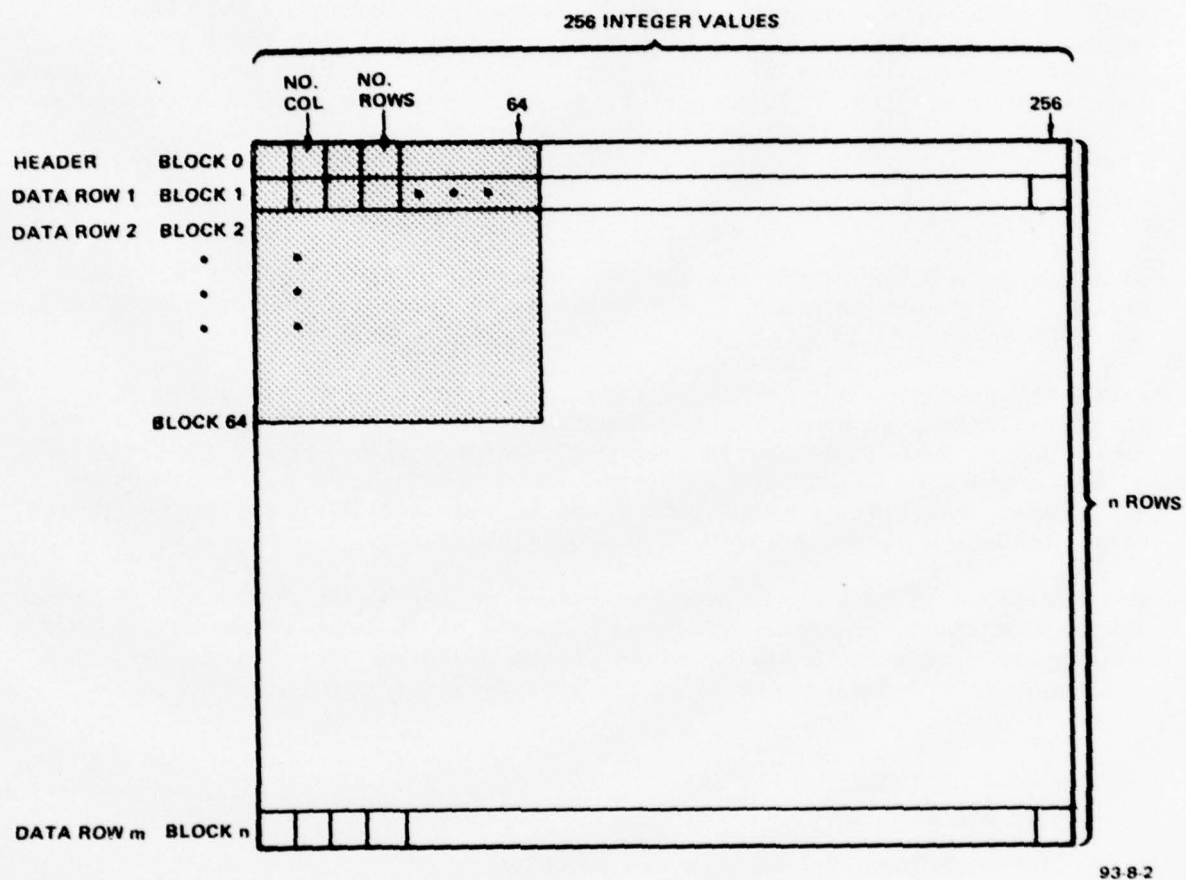 256 INTEGER VALUES
NO. COL
NO. ROWS
64
256
HEADER BLOCK 0
DATA ROW 1 BLOCK 1
DATA ROW 2 BLOCK 2
BLOCK 64
n ROWS
DATA ROW m BLOCK n
93-8-2